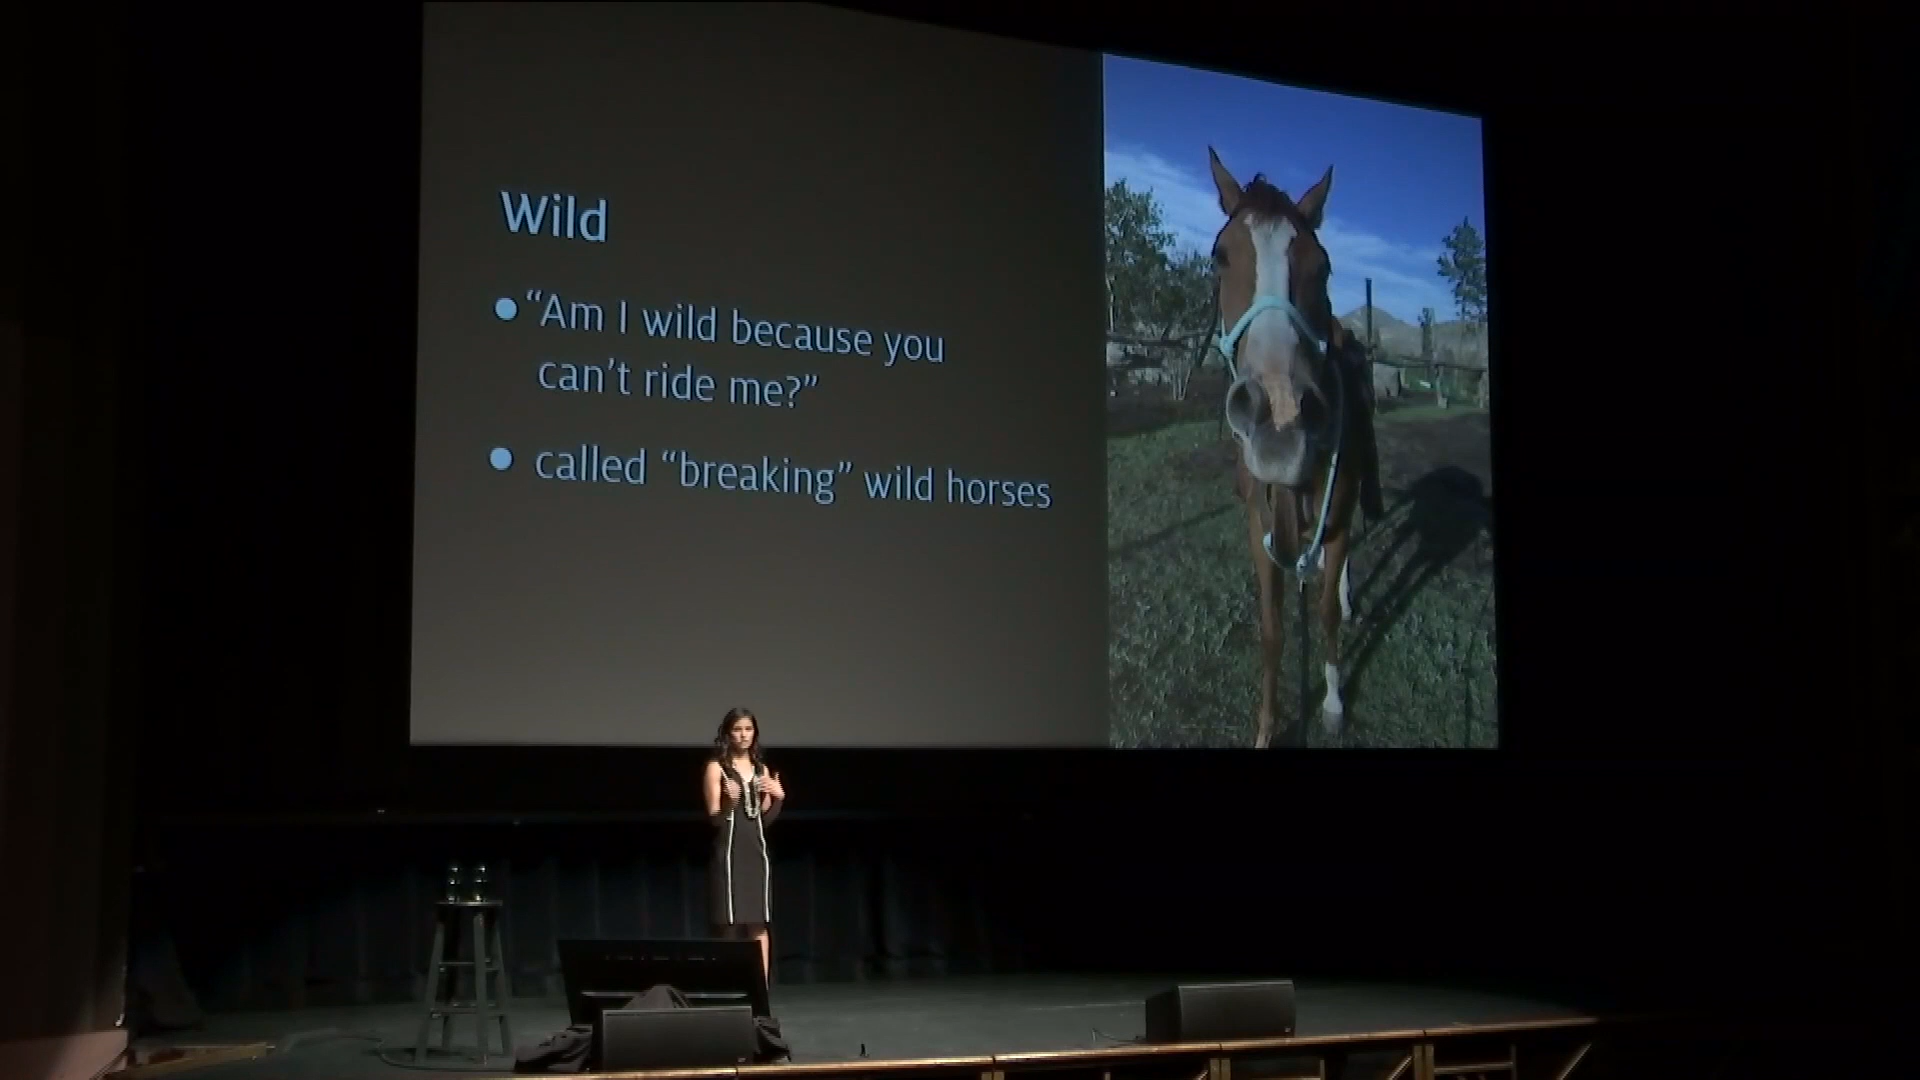 Wild
“Am I wild because you
can’t ride me?”
called “breaking” wild horses